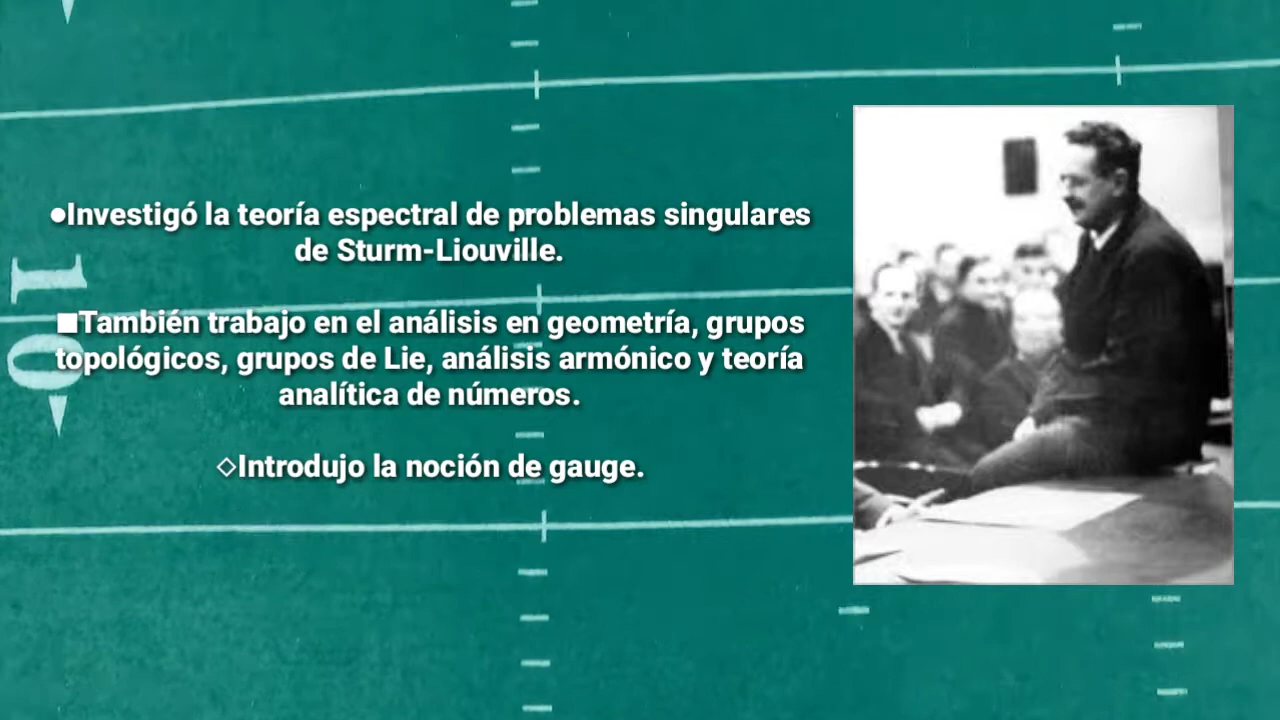 ●Investigó la teoría espectral de problemas singulares
de Sturm-Liouville.
■También trabajo en el análisis en geometría, grupos
topológicos, grupos de Lie, análisis armónico y teoría
analítica de números.
◇Introdujo la noción de gauge.
10